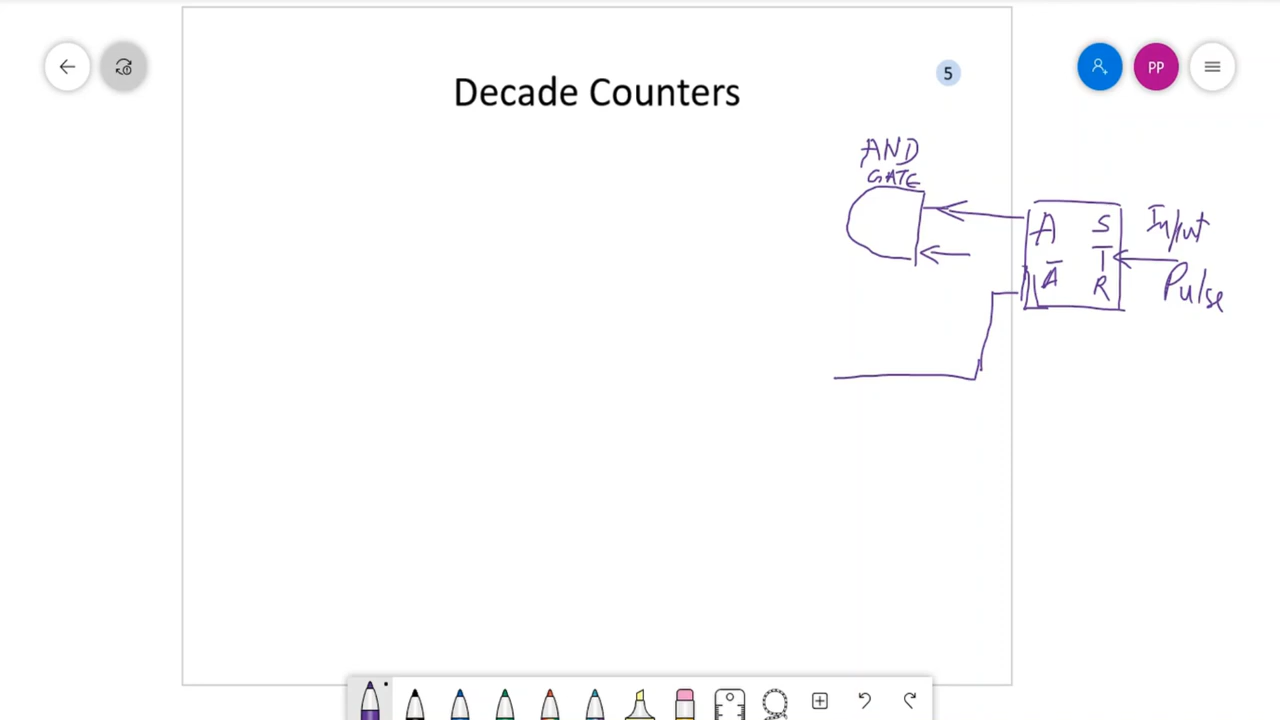 Decade Counters
5
PP
AND
GATE
A S
T
Ā R
Input
Pulse